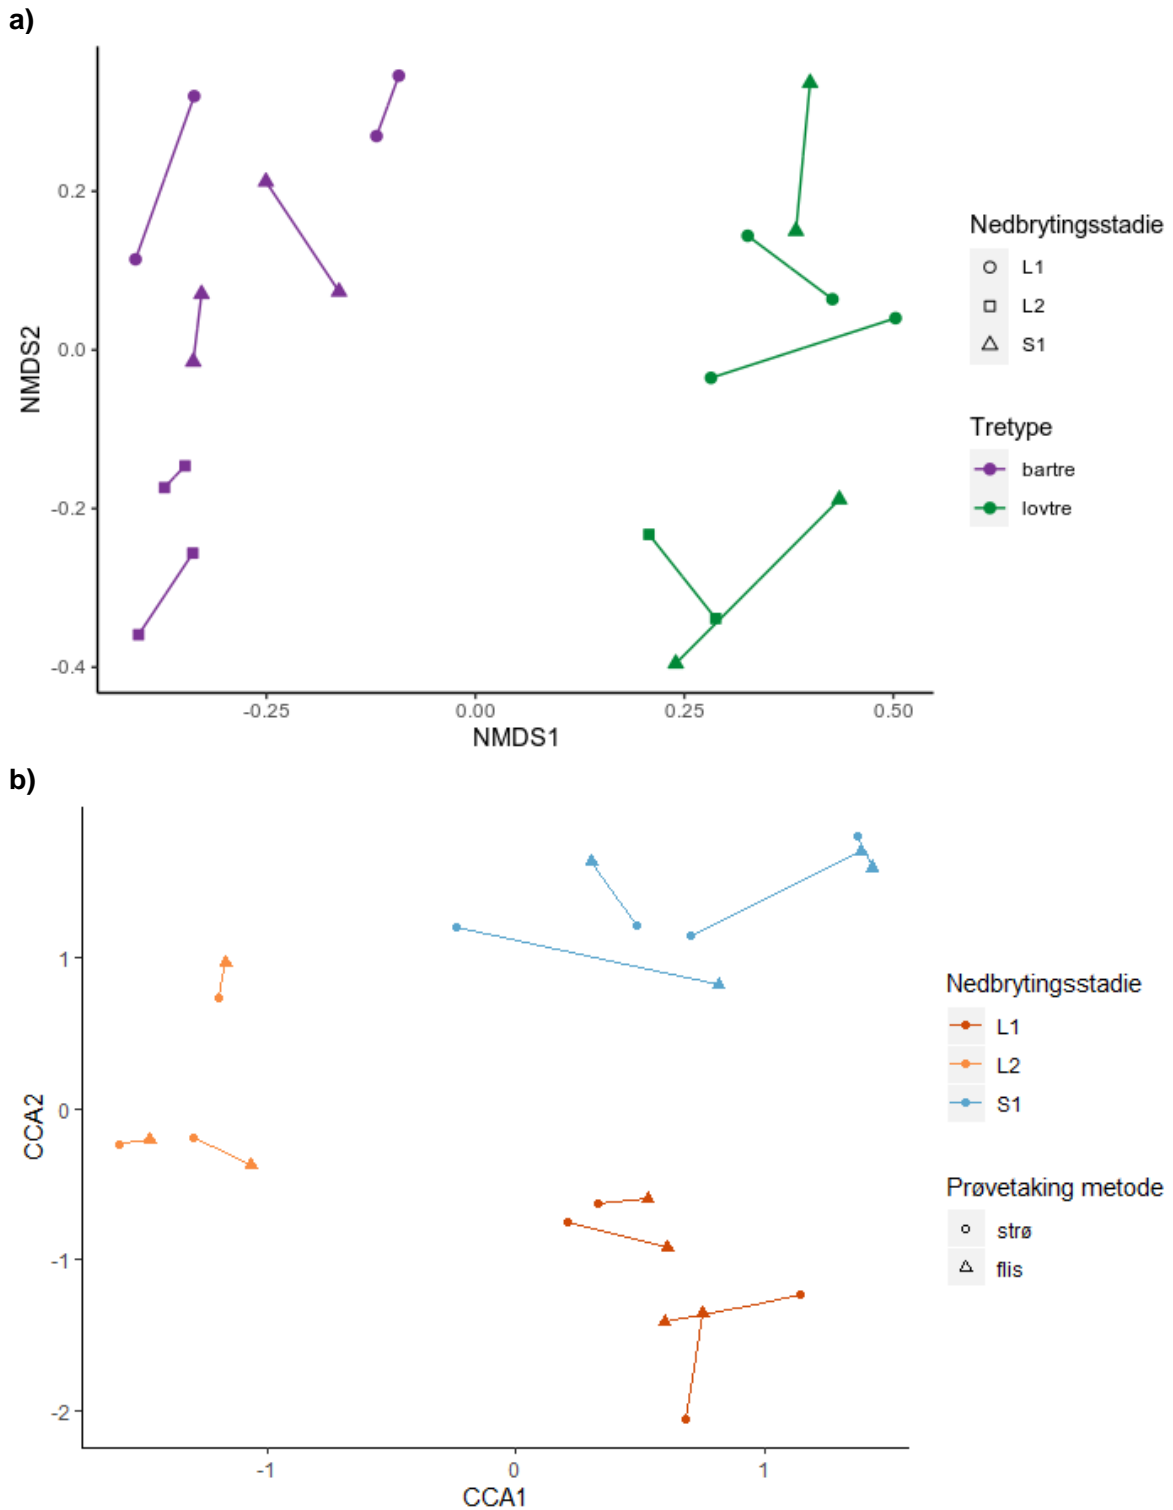 a)
0.2
0.0
-0.2
-0.4
NMDS2
-0.25
0.00
0.25
0.50
NMDS1
Nedbrytingsstadie
L1
L2
S1
Tretype
bartre
lovtre
b)
1
0
-1
-2
CCA2
-1
0
1
CCA1
Nedbrytingsstadie
L1
L2
S1
Prøvetaking metode
strø
flis